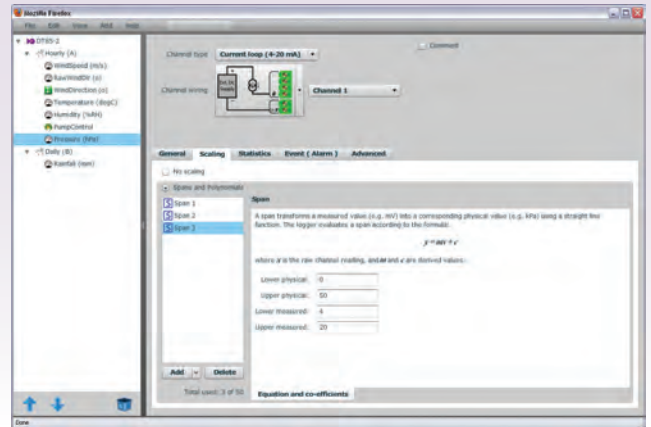 Mozilla Firefox
File Edit View Add Help
DT85-2
Hourly (A)
WindSpeed (m/s)
RawWindDir (o)
WindDirection (o)
Temperature (degC)
Humidity (%RH)
PumpControl
Pressure (hPa)
Daily (B)
Rainfall (mm)
Channel type Current loop (4-20 mA)
Comment
Channel wiring
Channel 1
General Scaling Statistics Event ( Alarm ) Advanced
No scaling
Spans and Polynomials
Span 1
Span 2
Span 3
Span
A span transforms a measured value (e.g. mV) into a corresponding physical value (e.g. kPa) using a straight line
function. The logger evaluates a span according to the formula:
y = mx + c
where x is the raw channel reading, and m and c are derived values.
Lower physical: 0
Upper physical: 50
Lower measured: 4
Upper measured: 20
Add Delete
Total used: 3 of 50
Equation and co-efficients
Done